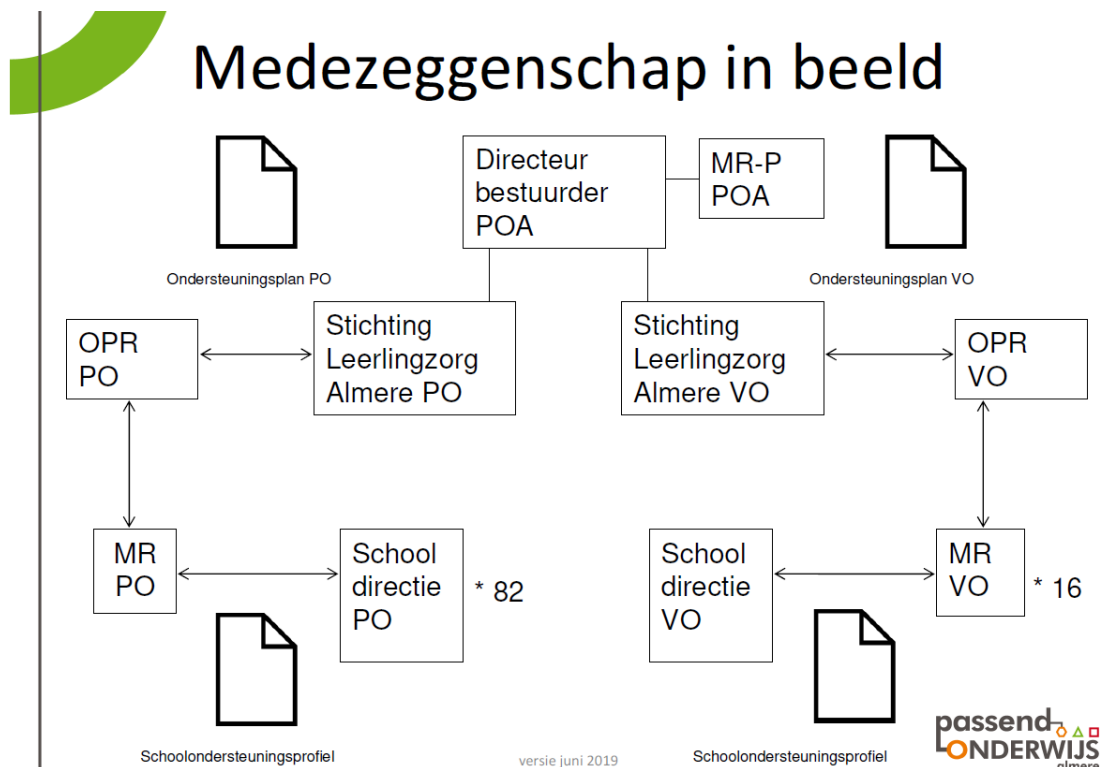 Medezeggenschap in beeld
Directeur
bestuurder
POA
MR-P
POA
Ondersteuningsplan PO
Ondersteuningsplan VO
OPR
PO
Stichting
Leerlingzorg
Almere PO
Stichting
Leerlingzorg
Almere VO
OPR
VO
MR
PO
School
directie
PO
* 82
School
directie
VO
MR
VO
* 16
Schoolondersteuningsprofiel
versie juni 2019
Schoolondersteuningsprofiel
passend
ONDERWIJS
almere